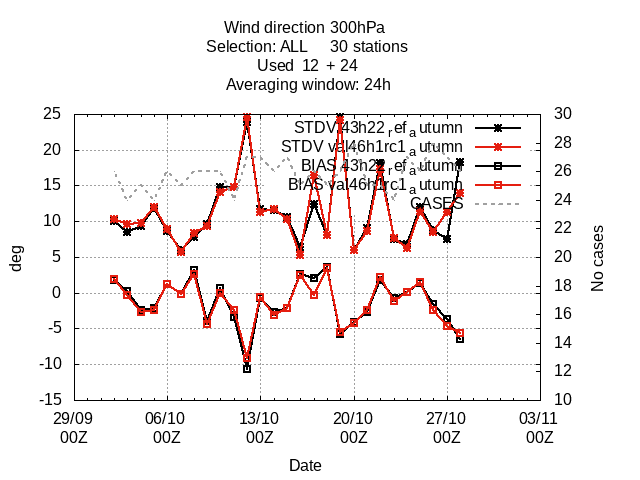 Wind direction 300hPa
Selection: ALL 30 stations
Used 12 + 24
Averaging window: 24h
25 30
20 28
15 26
10 24
5 22
0 20
-5 18
-10 16
-15 14
12
10
STDV 43h22_ref_autumn
STDV val46h1rc1_autumn
BIAS 43h22_ref_autumn
BIAS val46h1rc1_autumn
CASES
deg
No cases
29/09 06/10 13/10 20/10 27/10 03/11
00Z 00Z 00Z 00Z 00Z 00Z
Date